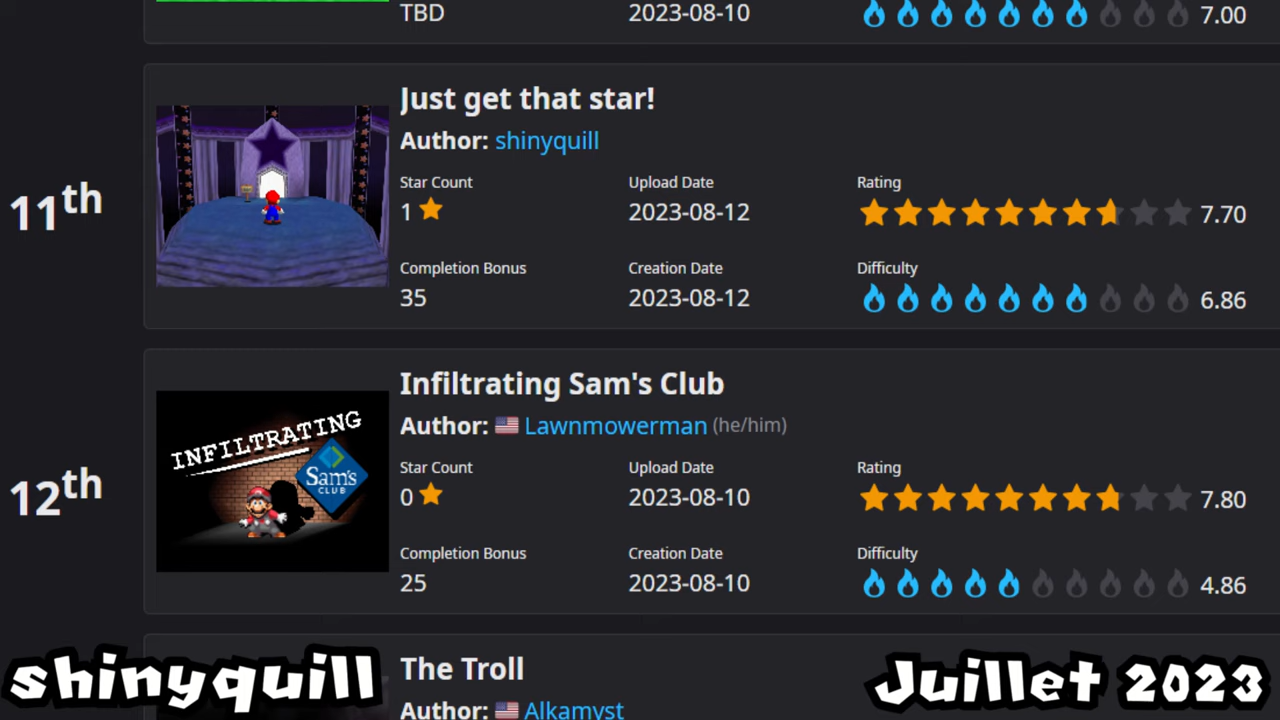 TBD
2023-08-10
7.00
11th
Just get that star!
Author: shinyquill
Star Count
Upload Date
Rating
1
2023-08-12
7.70
Completion Bonus
Creation Date
Difficulty
35
2023-08-12
6.86
12th
INFILTRATING
Sam's
CLUB
Infiltrating Sam's Club
Author: Lawnmowerman (he/him)
Star Count
Upload Date
Rating
0
2023-08-10
7.80
Completion Bonus
Creation Date
Difficulty
25
2023-08-10
4.86
The Troll
Author: Alkamyst
shinyquill
Juillet 2023